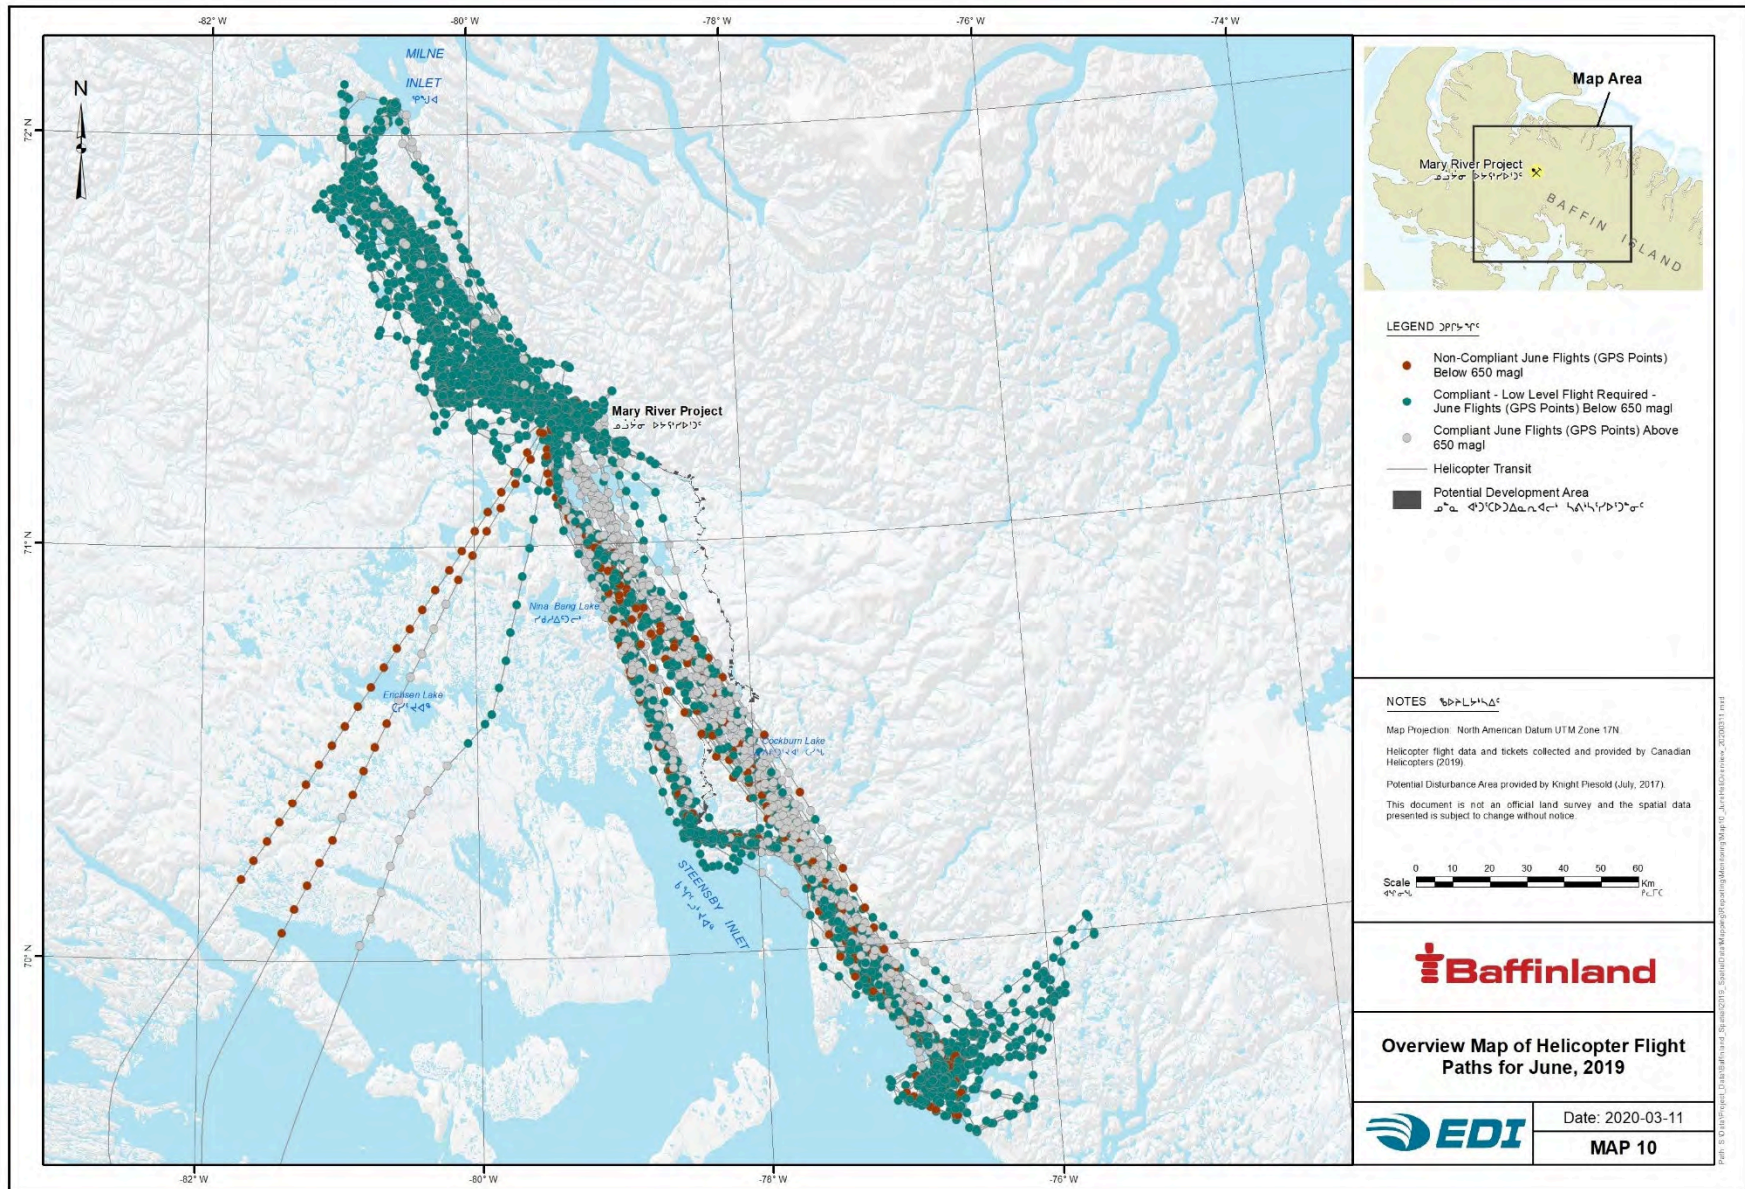 -82° W
-80° W
-78° W
-76° W
-74° W
72° N
71° N
70° N
-82° W
-80° W
-78° W
-76° W
N
MILNE
INLET
Mary River Project
Nina Bang Lake
Erichsen Lake
Cockburn Lake
STEENSBY INLET
Map Area
Mary River Project
BAFFIN ISLAND
LEGEND
Non-Compliant June Flights (GPS Points)
Below 650 magl
Compliant - Low Level Flight Required -
June Flights (GPS Points) Below 650 magl
Compliant June Flights (GPS Points) Above
650 magl
Helicopter Transit
Potential Development Area
NOTES
Map Projection: North American Datum UTM Zone 17N.
Helicopter flight data and tickets collected and provided by Canadian
Helicopters (2019).
Potential Disturbance Area provided by Knight Piesold (July, 2017).
This document is not an official land survey and the spatial data
presented is subject to change without notice.
Scale
0 10 20 30 40 50 60
Km
Baffinland
Overview Map of Helicopter Flight
Paths for June, 2019
EDI
Date: 2020-03-11
MAP 10